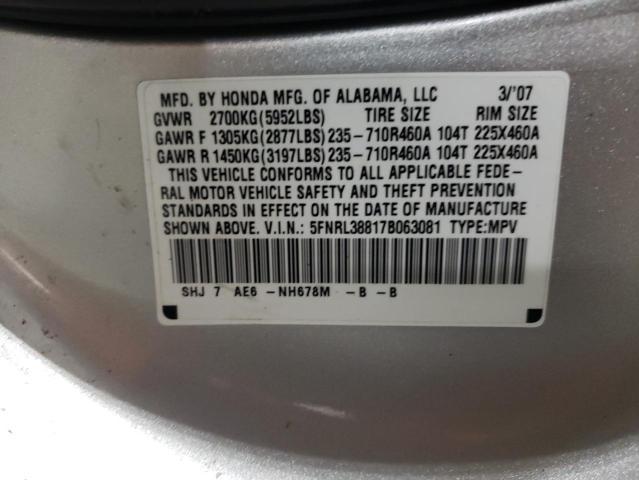 MFD. BY HONDA MFG. OF ALABAMA, LLC 3/'07
GVWR 2700KG(5952LBS) TIRE SIZE RIM SIZE
GAWR F 1305KG(2877LBS)235-710R460A 104T 225X460A
GAWR R 1450KG(3197LBS)235-710R460A 104T 225X460A
THIS VEHICLE CONFORMS TO ALL APPLICABLE FEDE-
RAL MOTOR VEHICLE SAFETY AND THEFT PREVENTION
STANDARDS IN EFFECT ON THE DATE OF MANUFACTURE
SHOWN ABOVE. V.I.N: 5FNRL38817B063081 TYPE:MPV
SHJ 7 AE6 -NH678M -B -B